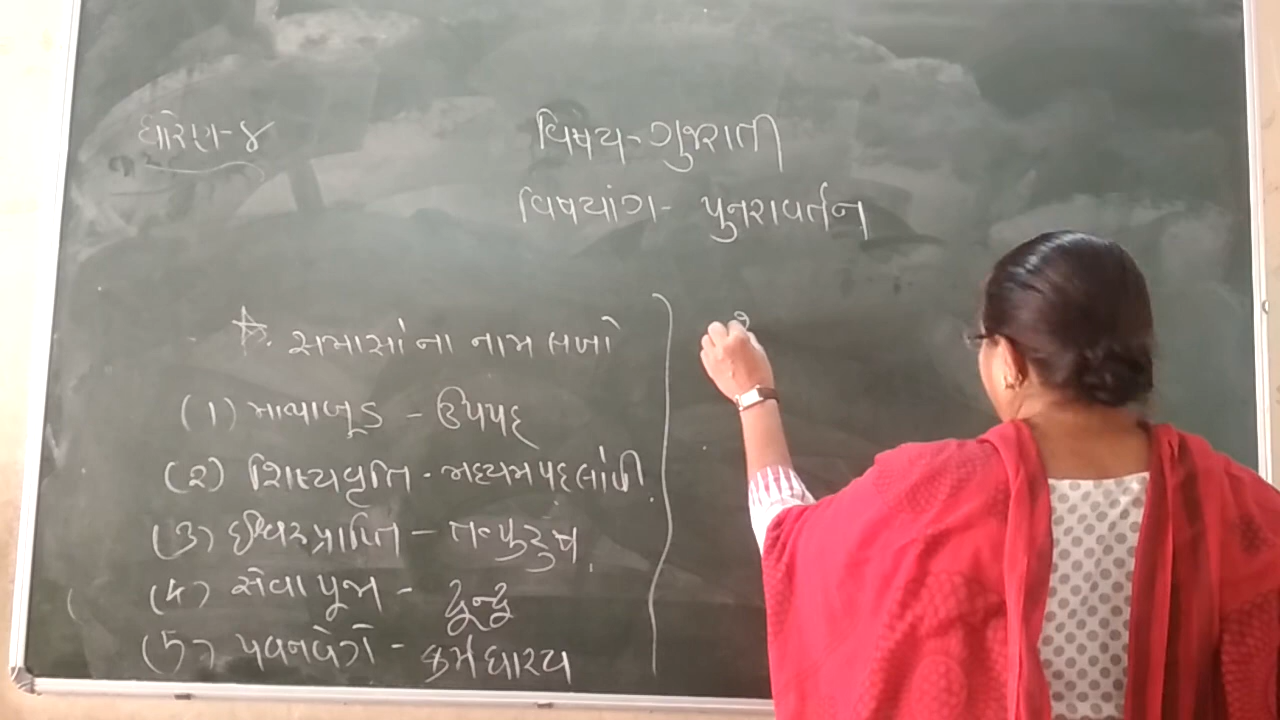 ધોરણ-૪
વિષય-ગુજરાતી
વિષયાંગ- પુનરાવર્તન
સમાસોના નામ લખો
(૧) - ઉપપદ
(૨) શિષ્યવૃતિ - મધ્યમપદલોપી.
(૩) ઈશ્વરપ્રાપ્તિ - તત્પુરુષ.
(૪) સેવાપૂજા - દ્વન્દ્વ
(૫) પવનવેગે - કર્મધારય